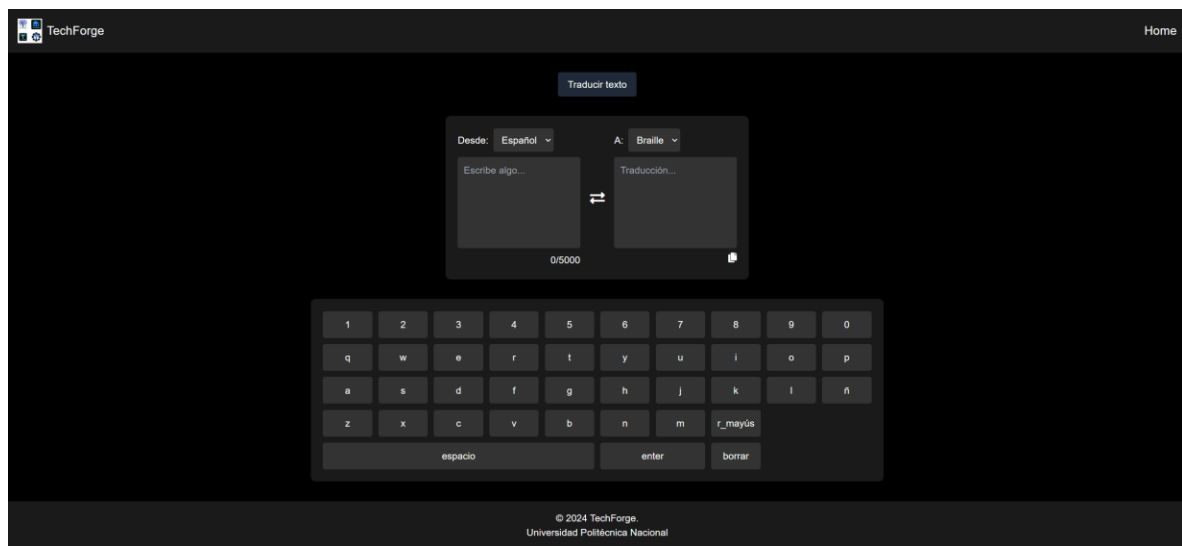 TechForge
Home
Traducir texto
Desde: Español
A: Braille
Escribe algo...
Traducción...
0/5000
1 2 3 4 5 6 7 8 9 0
q w e r t y u i o p
a s d f g h j k l ñ
z x c v b n m r_mayús
espacio enter borrar
© 2024 TechForge.
Universidad Politécnica Nacional